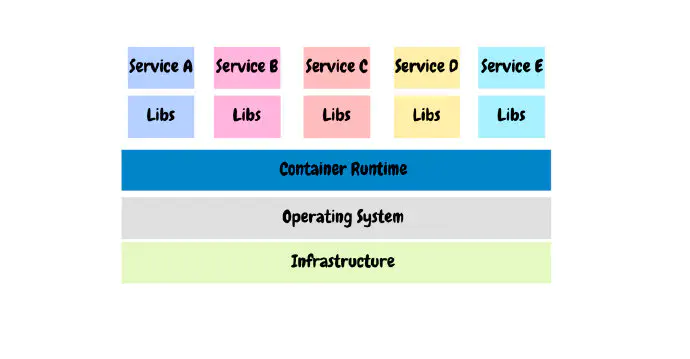 Service A
Service B
Service C
Service D
Service E
Libs
Libs
Libs
Libs
Libs
Container Runtime
Operating System
Infrastructure